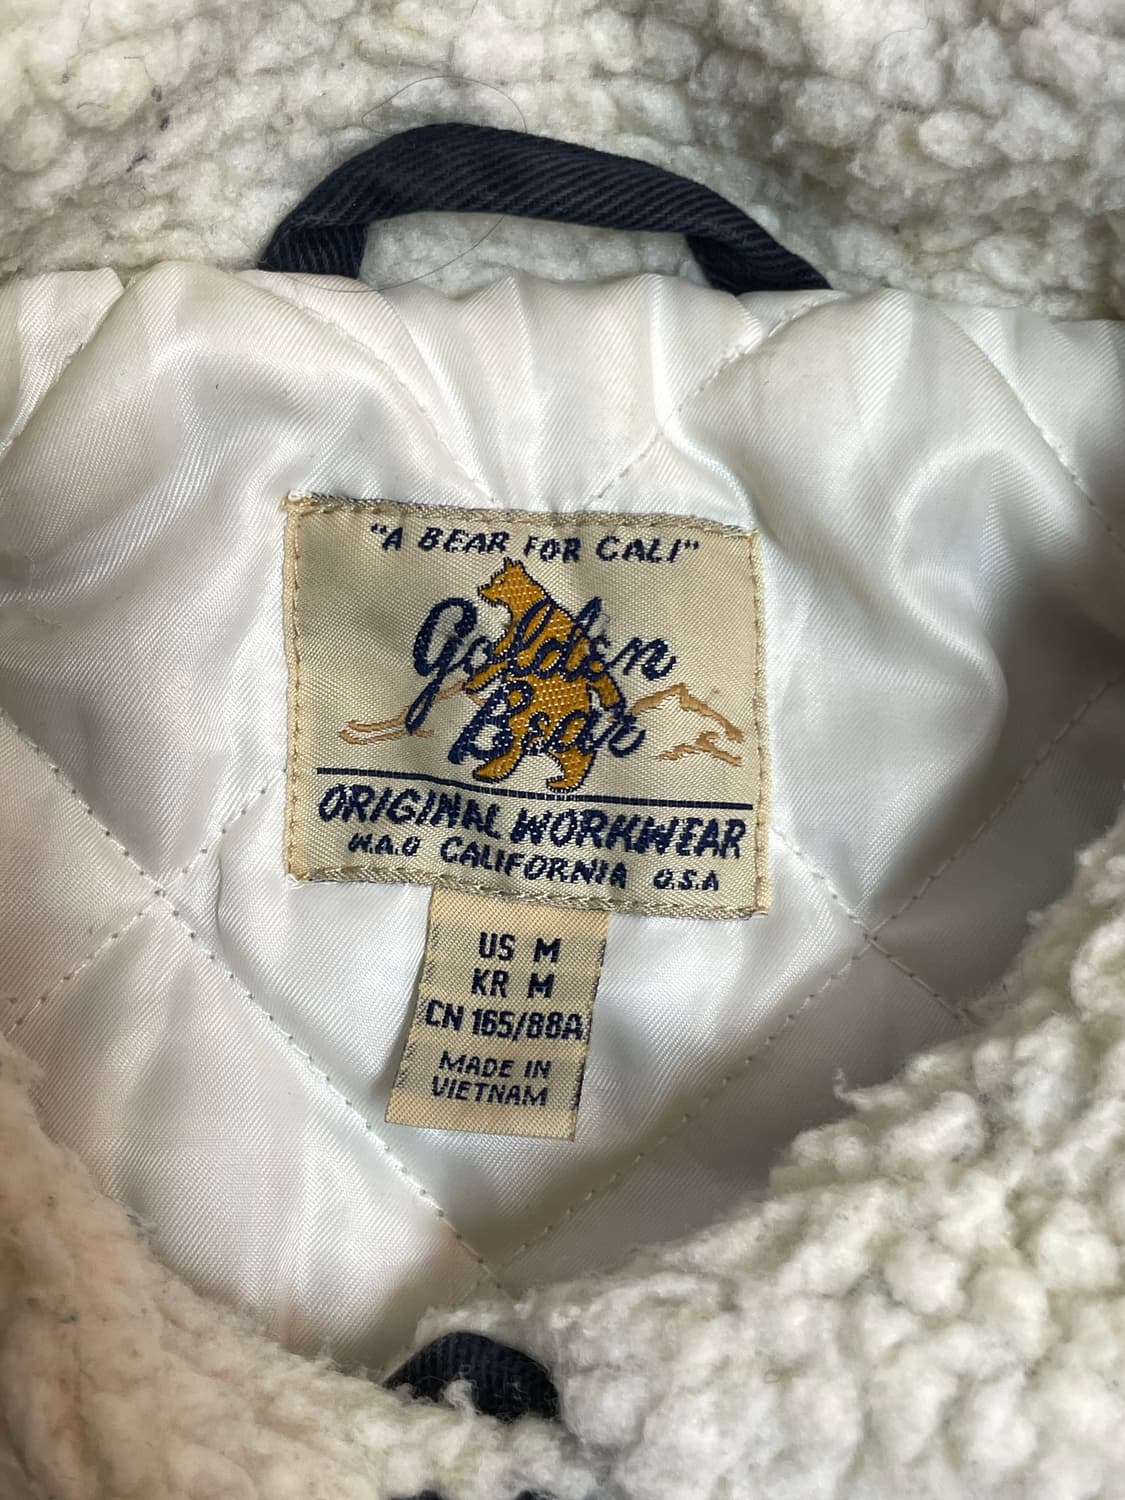 "A BEAR FOR CALI"
Golden
Bear
ORIGINAL WORKWEAR
W.A.O CALIFORNIA U.S.A
US M
KR M
CN 165/88A
MADE IN
VIETNAM